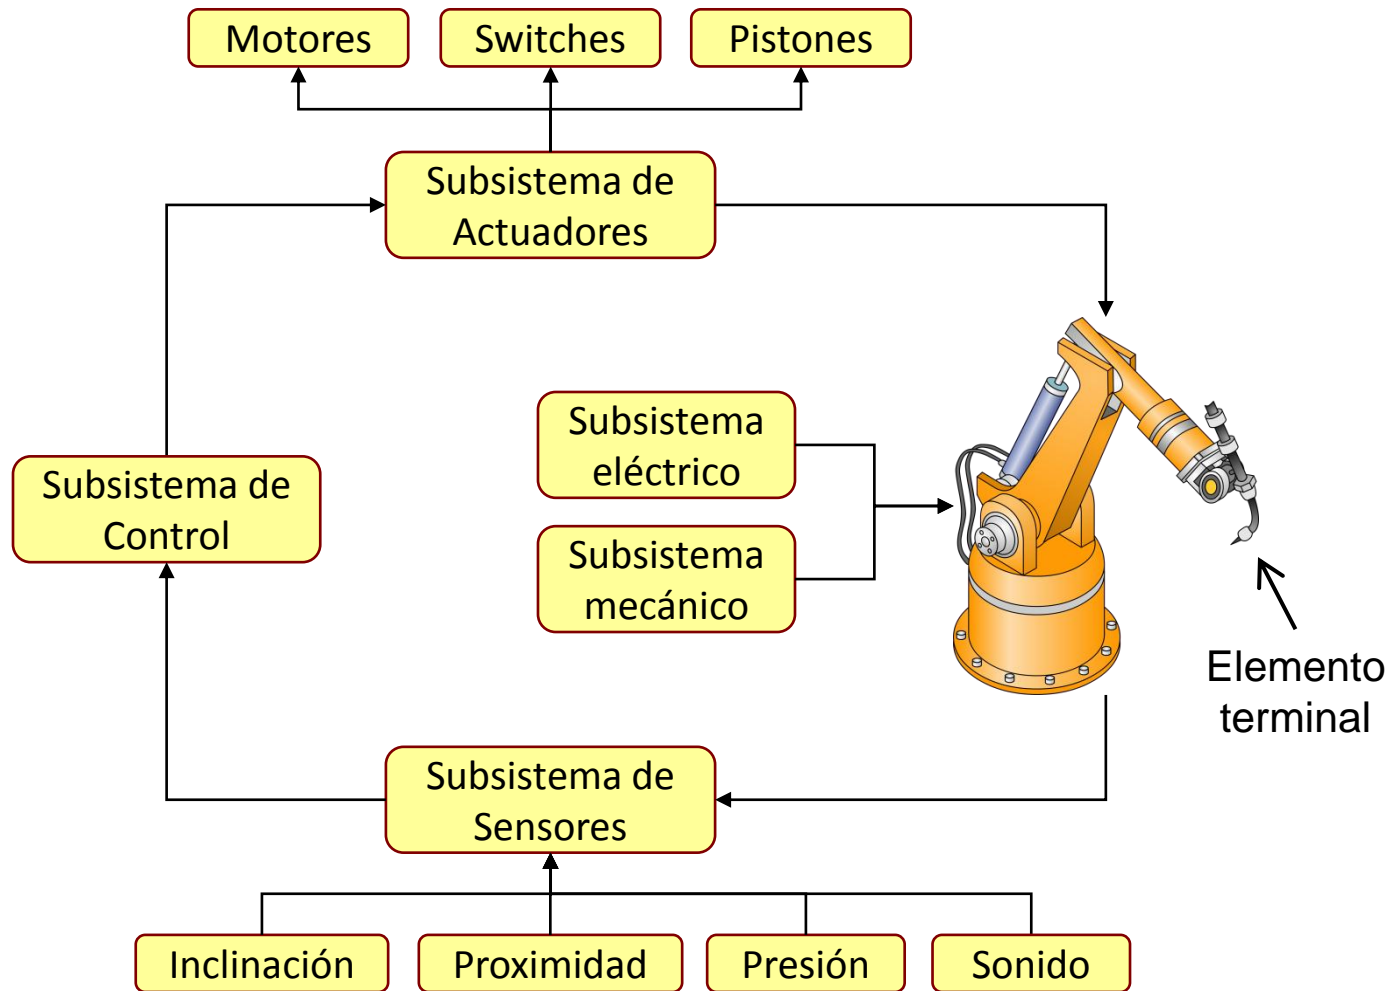 Motores
Switches
Pistones
Subsistema de
Actuadores
Subsistema
eléctrico
Subsistema de
Control
Subsistema
mecánico
Elemento
terminal
Subsistema de
Sensores
Inclinación
Proximidad
Presión
Sonido